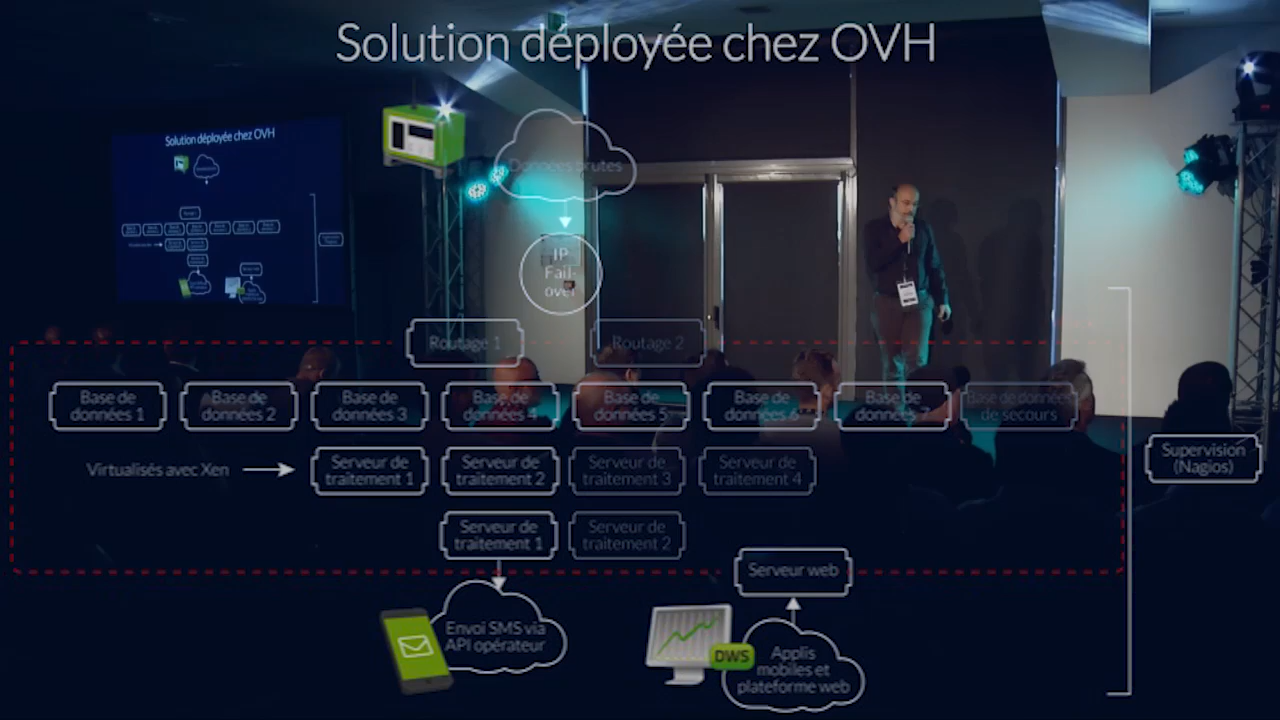 Solution déployée chez OVH
Solution déployée chez OVH
Données brutes
IP
Fail-
over
Routage 1
Routage 2
Base de
données 1
Base de
données 2
Base de
données 3
Base de
données 4
Base de
données 5
Base de
données 6
Base de
données 7
Base de données
de secours
Virtualisés avec Xen
Serveur de
traitement 1
Serveur de
traitement 2
Serveur de
traitement 3
Serveur de
traitement 4
Supervision
(Nagios)
Serveur de
traitement 1
Serveur de
traitement 2
Serveur web
Envoi SMS via
API opérateur
DWS
Applis
mobiles et
plateforme web